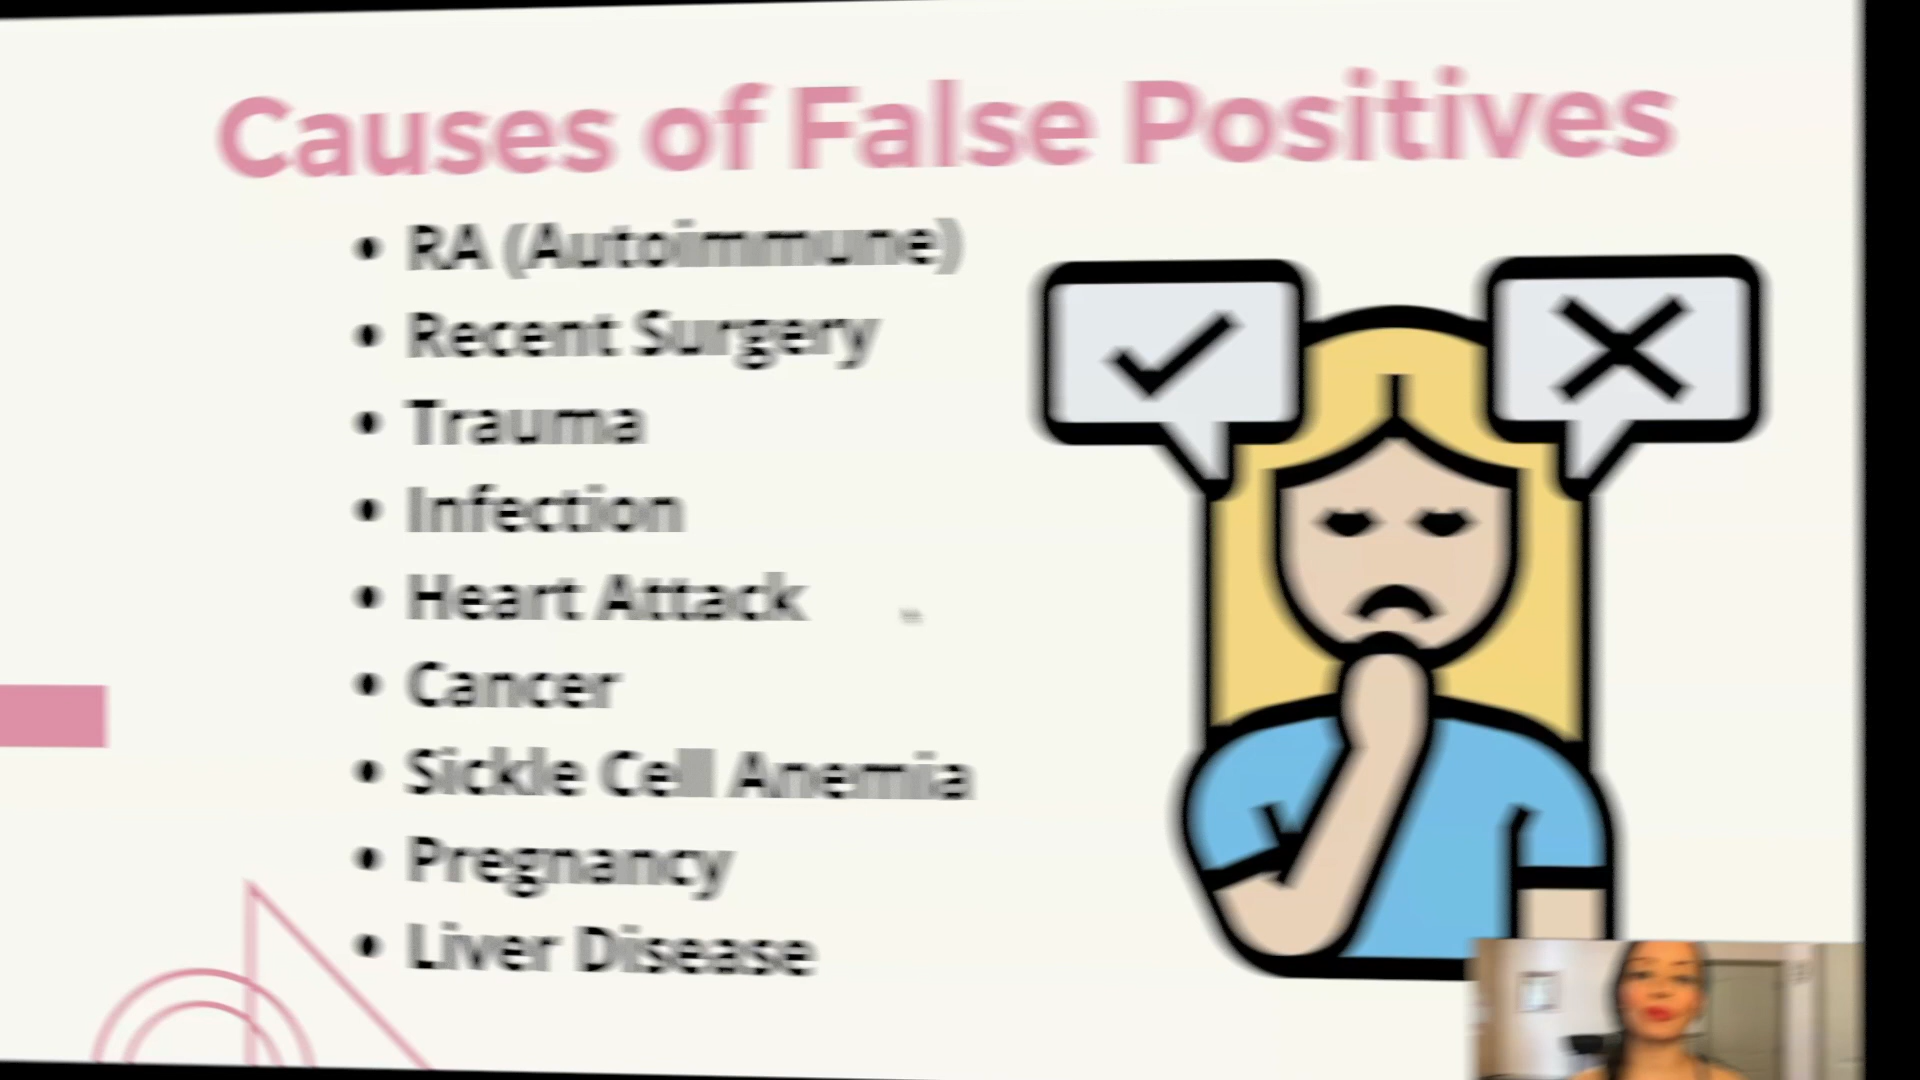 Causes of False Positives
• RA (Autoimmune)
• Recent Surgery
• Trauma
• Infection
• Heart Attack
• Cancer
• Sickle Cell Anemia
• Pregnancy
• Liver Disease